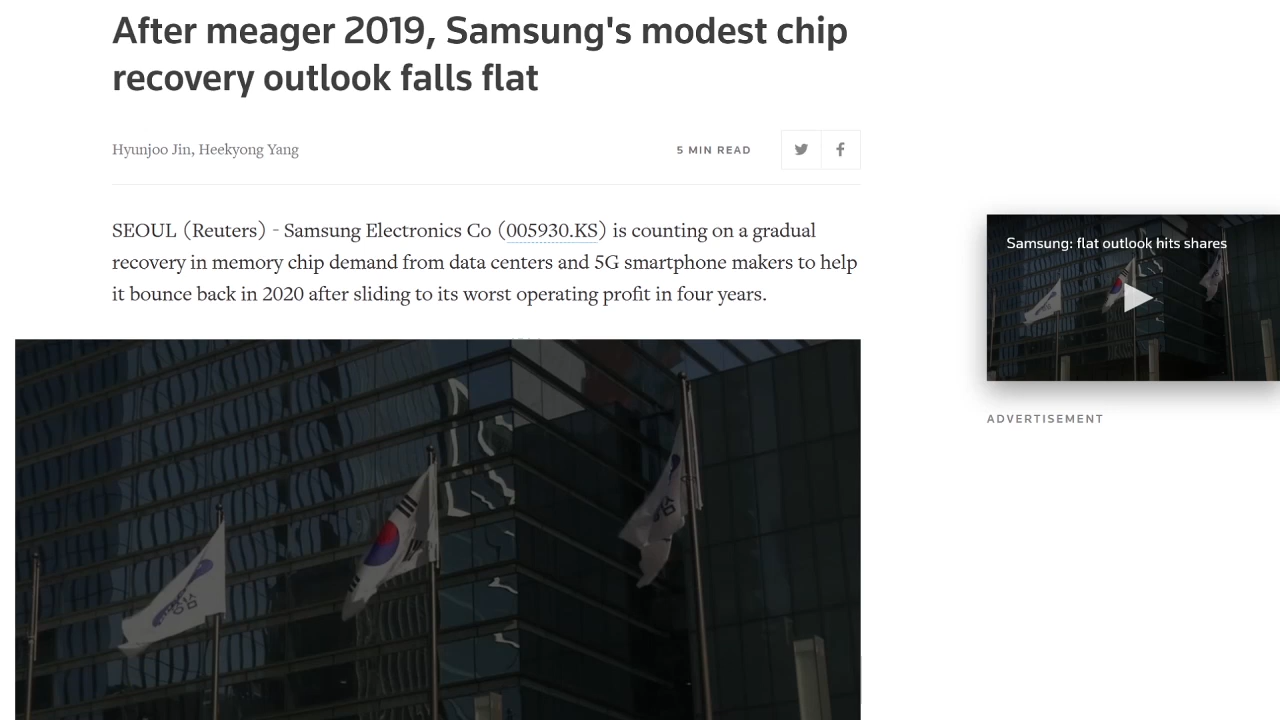 After meager 2019, Samsung's modest chip
recovery outlook falls flat
Hyunjoo Jin, Heekyong Yang
5 MIN READ
SEOUL (Reuters) - Samsung Electronics Co (005930.KS) is counting on a gradual
recovery in memory chip demand from data centers and 5G smartphone makers to help
it bounce back in 2020 after sliding to its worst operating profit in four years.
Samsung: flat outlook hits shares
ADVERTISEMENT